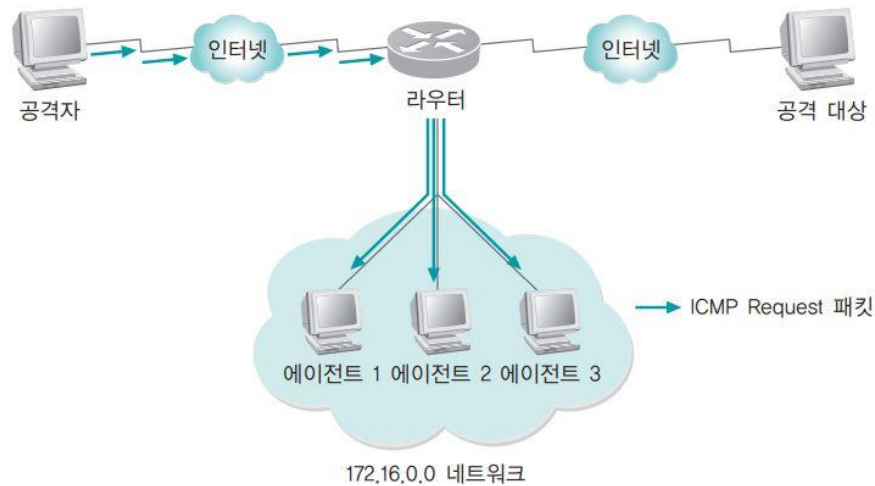 인터넷
인터넷
공격자
라우터
공격 대상
ICMP Request 패킷
에이전트 1 에이전트 2 에이전트 3
172.16.0.0 네트워크